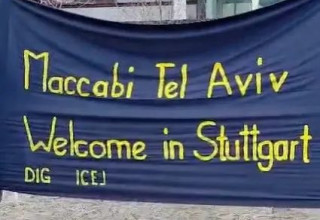 Maccabi Tel Aviv
Welcome in Stuttgart
DIG ICEJ